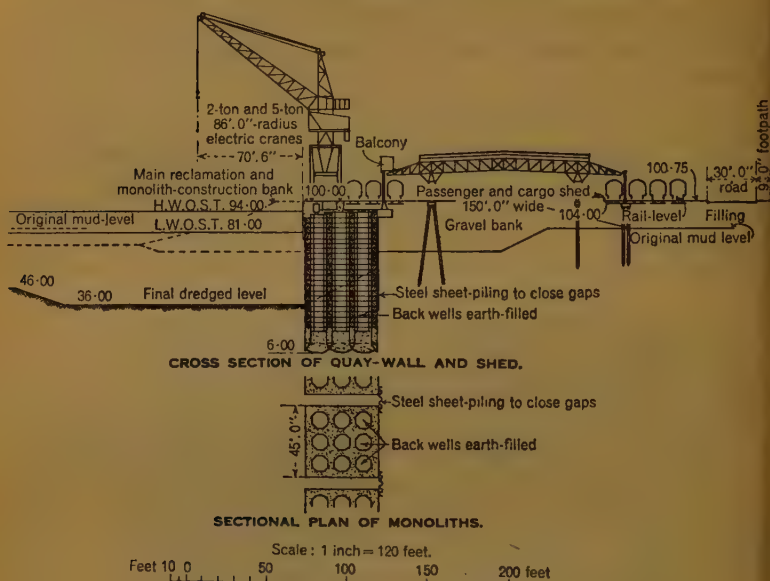 2-ton and 5-ton
86'.0"-radius
electric cranes
70'.6"
Balcony
Main reclamation and
monolith-construction bank
100·00
H.W.O.S.T. 94·00
Original mud-level
L.W.O.S.T. 81·00
Passenger and cargo shed
150'.0" wide
104·00
Gravel bank
100·75
30'.0"
road
9'.0" footpath
Rail-level
Filling
Original mud level
46·00
36·00
Final dredged level
Steel sheet-piling to close gaps
Back wells earth-filled
6·00
CROSS SECTION OF QUAY-WALL AND SHED.
Steel sheet-piling to close gaps
45'.0"
Back wells earth-filled
SECTIONAL PLAN OF MONOLITHS.
Scale: 1 inch = 120 feet.
Feet 10 0 50 100 150 200 feet